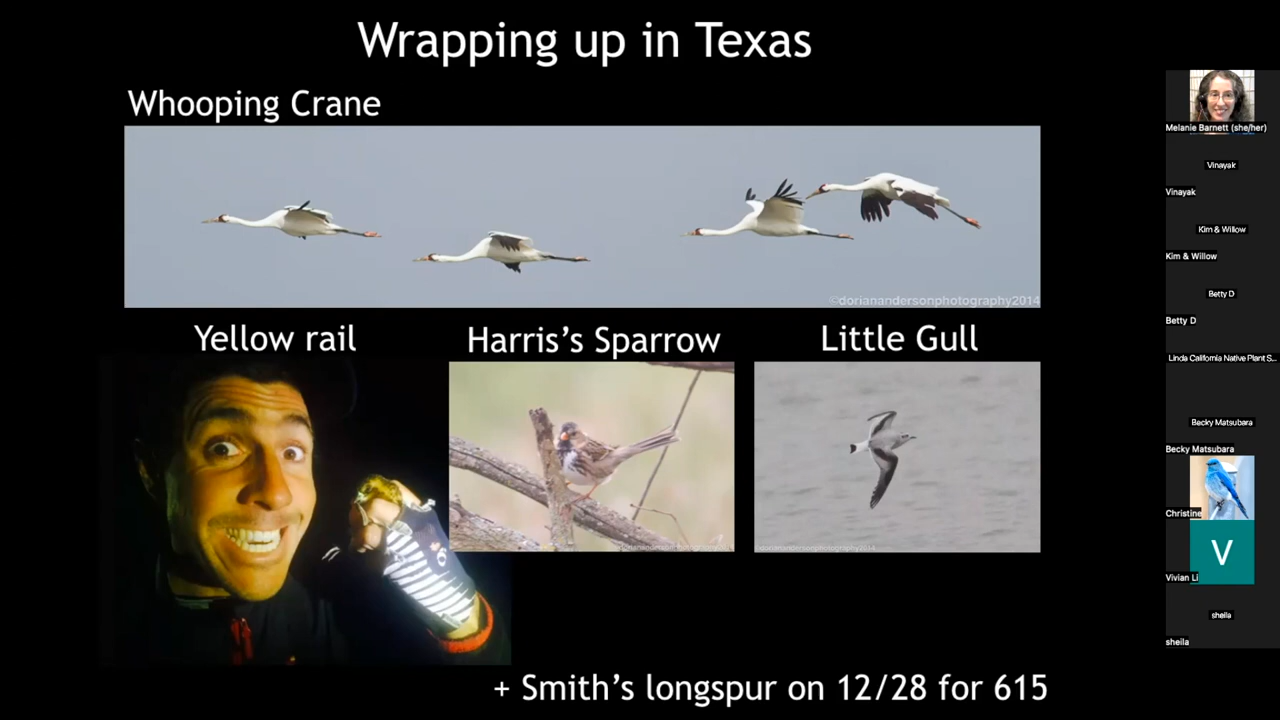 Wrapping up in Texas
Whooping Crane
©doriandersonphotography2014
Yellow rail
Harris's Sparrow
Little Gull
doriandersonphotography2014
+ Smith's longspur on 12/28 for 615
Melanie Barnett (she/her)
Vinayak
Vinayak
Kim & Willow
Kim & Willow
Betty D
Betty D
Linda California Native Plant S...
Becky Matsubara
Becky Matsubara
Christine
V
Vivian Li
sheila
sheila